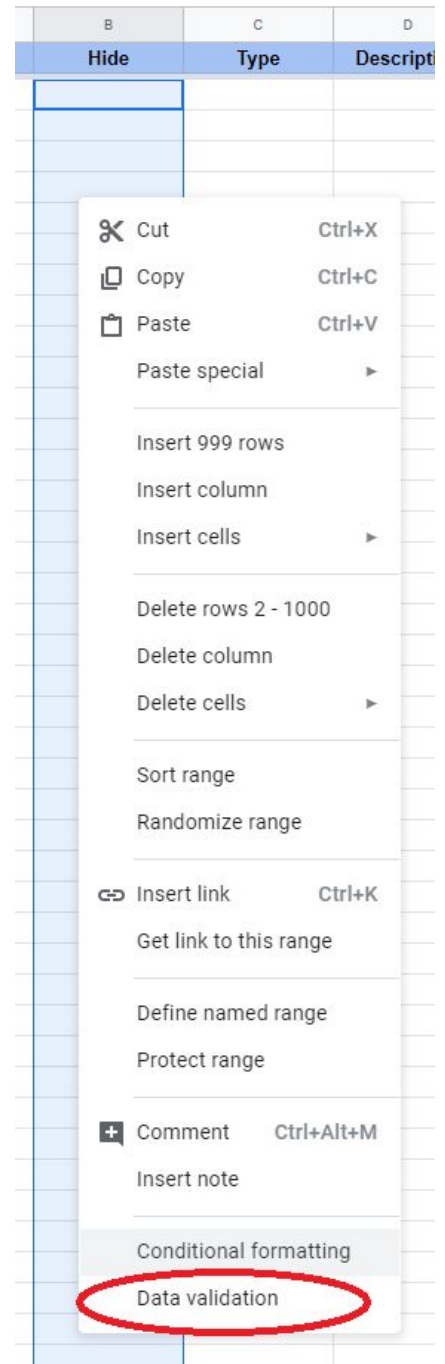 B C D
Hide Type Descripti
Cut Ctrl+X
Copy Ctrl+C
Paste Ctrl+V
Paste special
Insert 999 rows
Insert column
Insert cells
Delete rows 2 - 1000
Delete column
Delete cells
Sort range
Randomize range
Insert link Ctrl+K
Get link to this range
Define named range
Protect range
Comment Ctrl+Alt+M
Insert note
Conditional formatting
Data validation